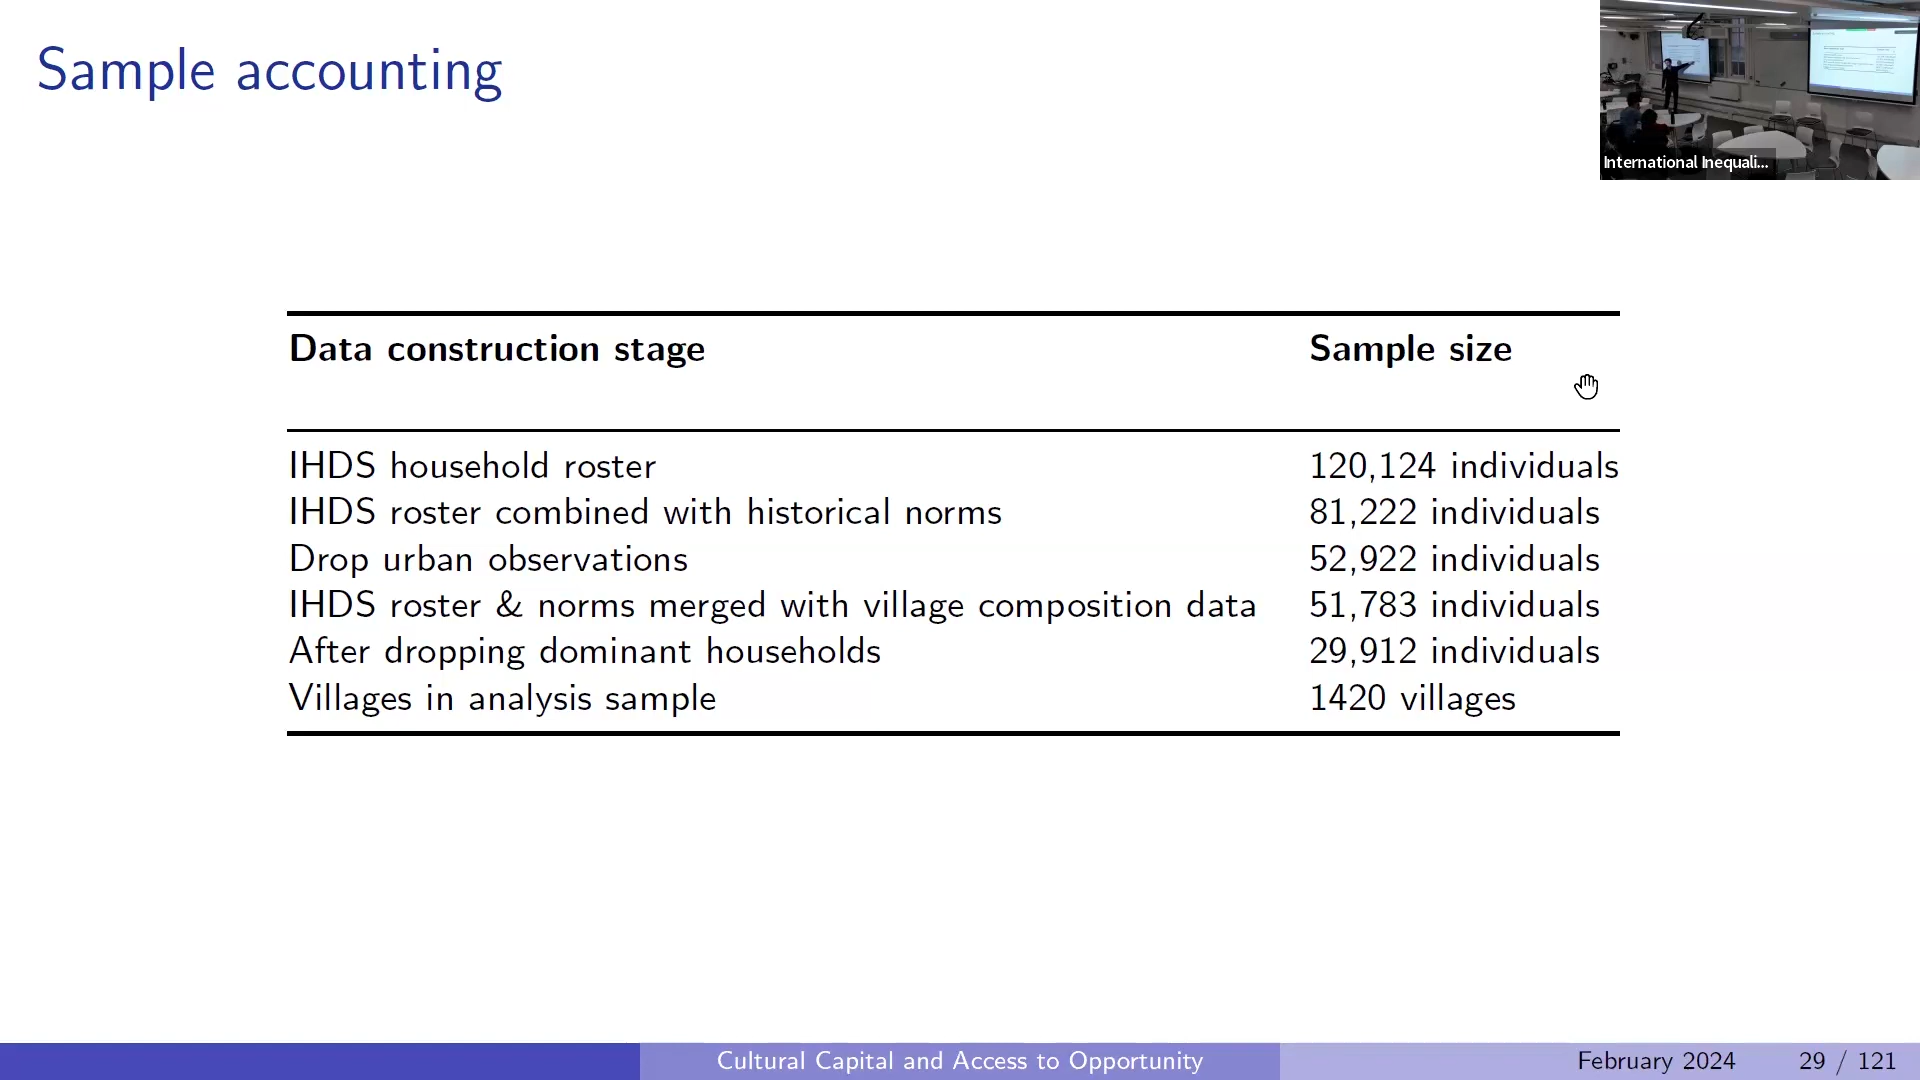 Sample accounting
International Inequali...
Data construction stage Sample size
IHDS household roster 120,124 individuals
IHDS roster combined with historical norms 81,222 individuals
Drop urban observations 52,922 individuals
IHDS roster & norms merged with village composition data 51,783 individuals
After dropping dominant households 29,912 individuals
Villages in analysis sample 1420 villages
Cultural Capital and Access to Opportunity February 2024 29 / 121